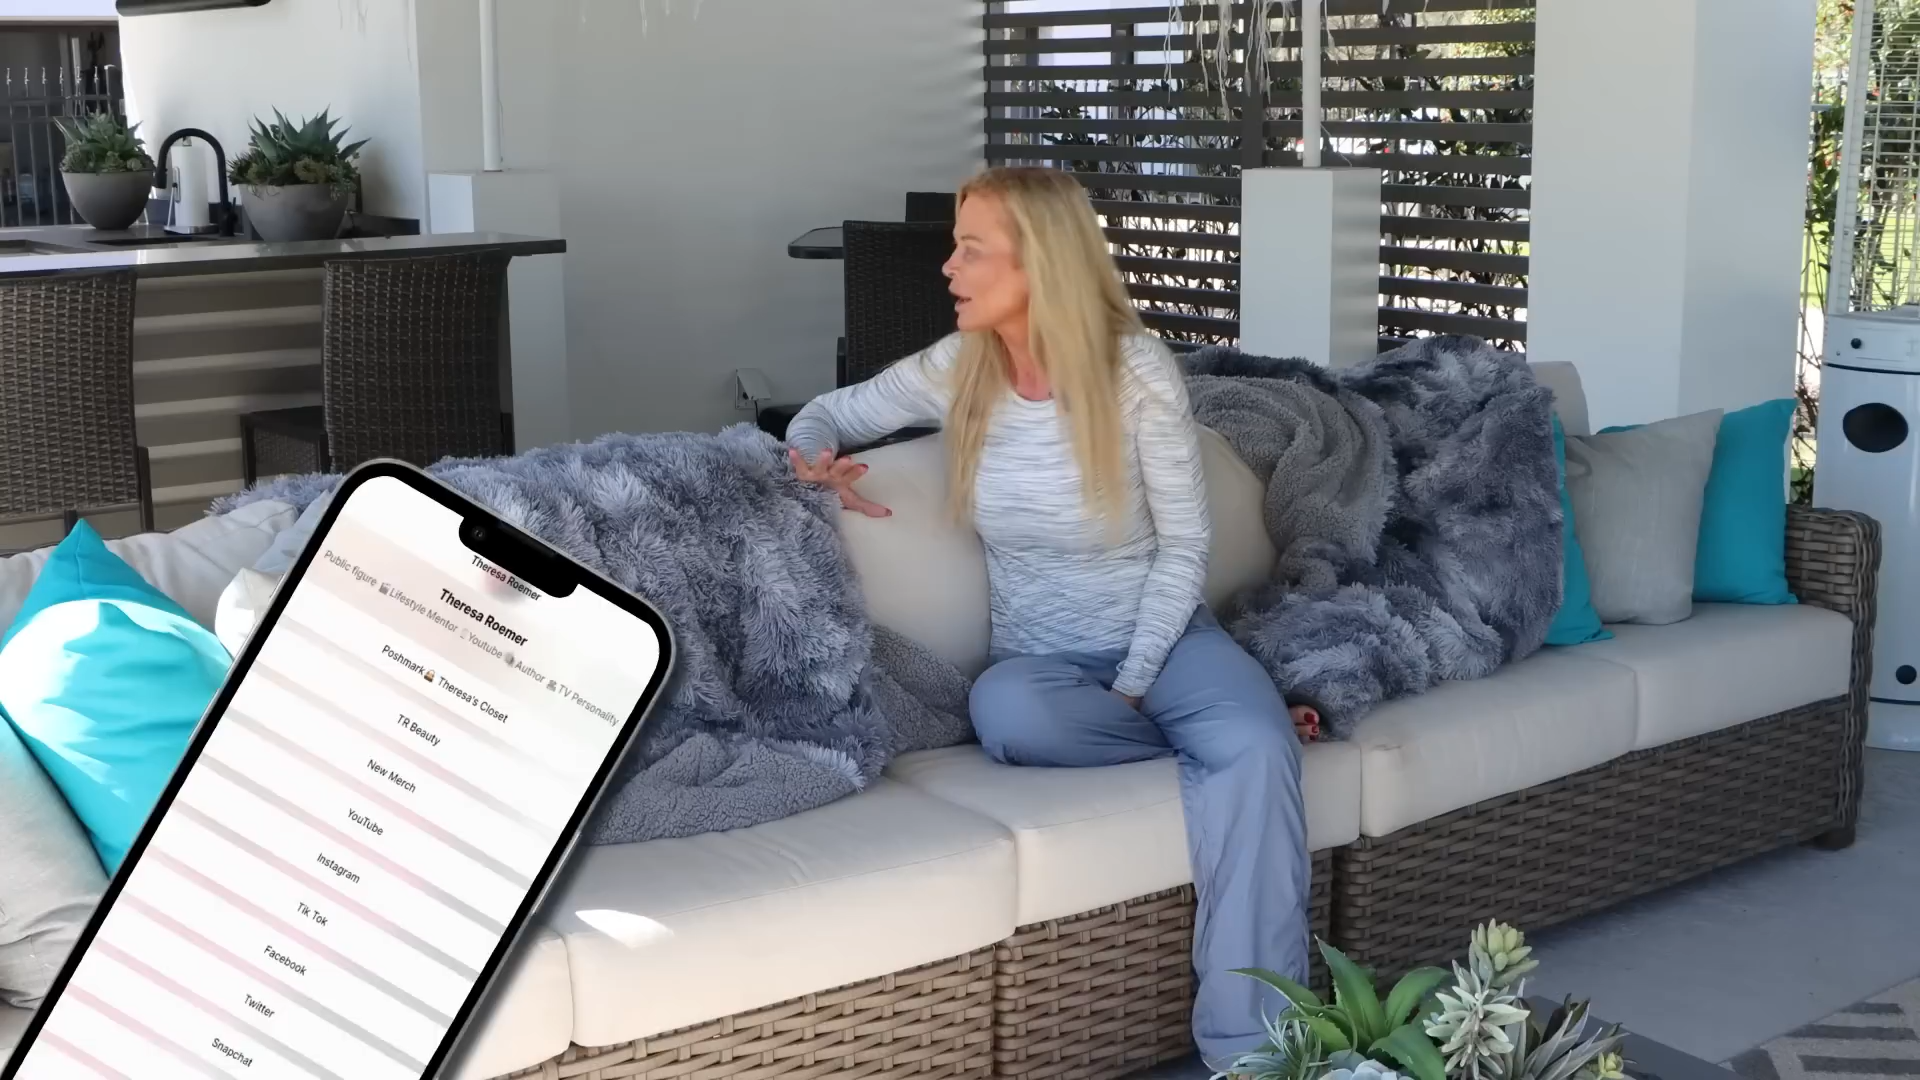 Theresa Roemer
Theresa Roemer
Public figure 🎬Lifestyle Mentor Youtube Author TV Personality
Poshmark👜 Theresa's Closet
TR Beauty
New Merch
YouTube
Instagram
Tik Tok
Facebook
Twitter
Snapchat